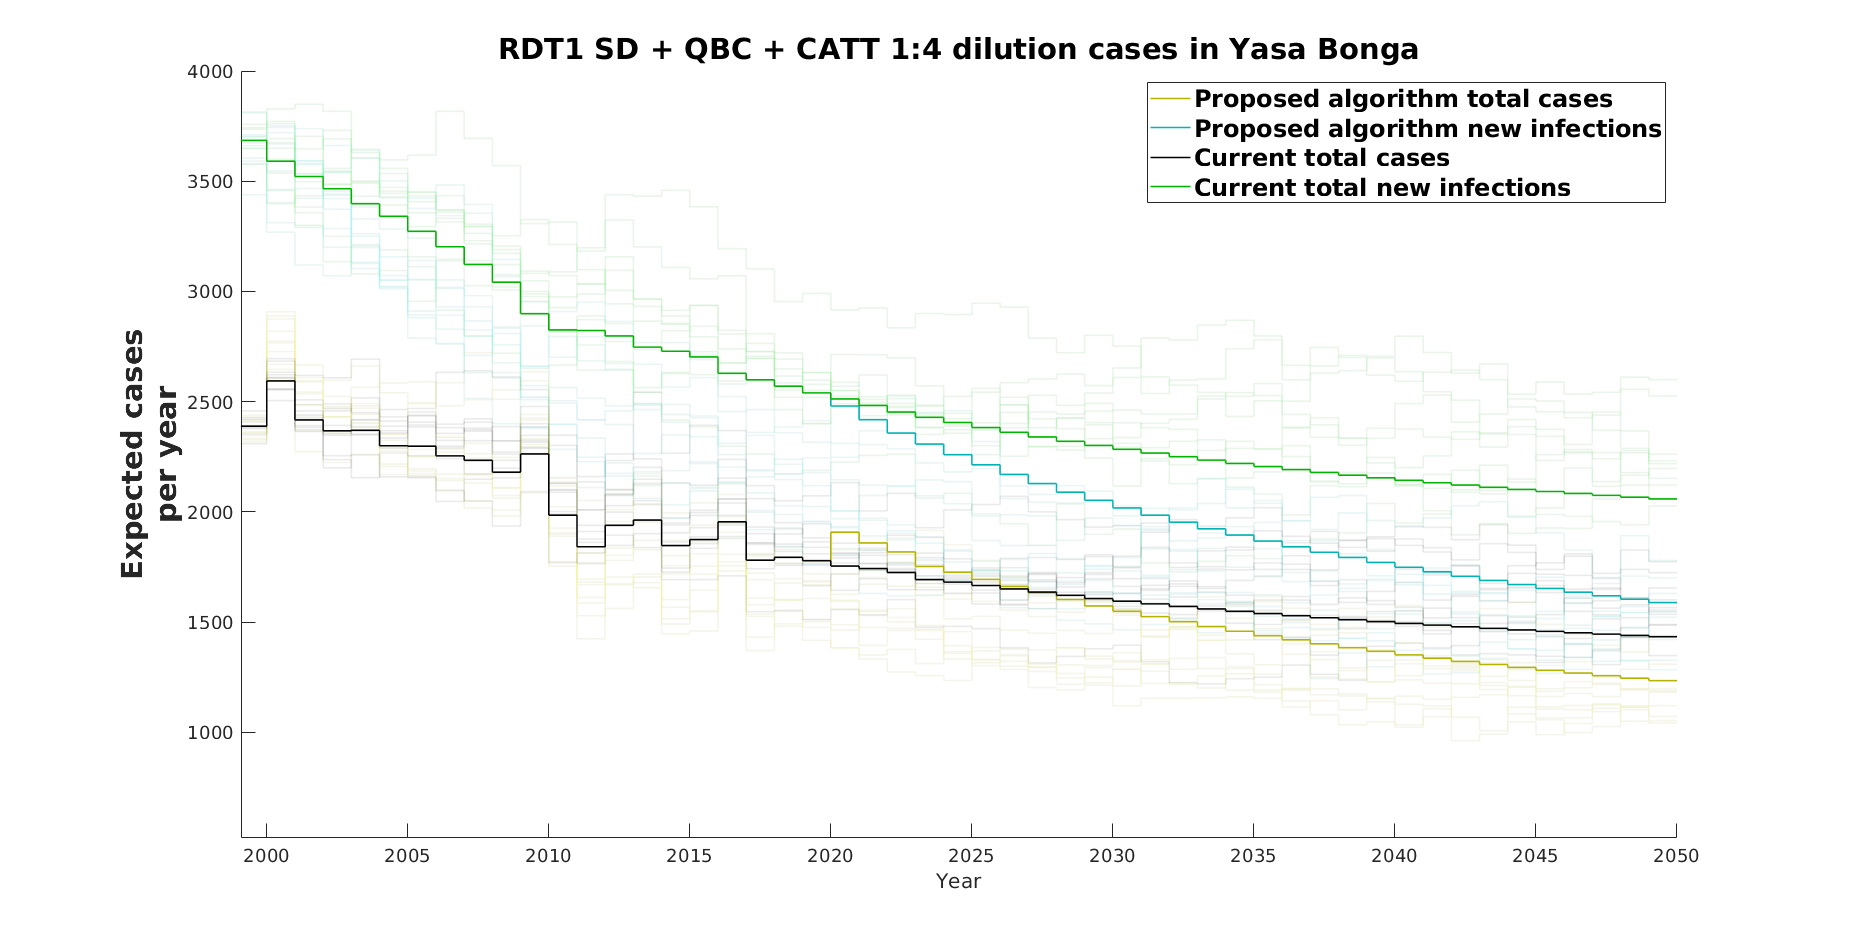 RDT1 SD + QBC + CATT 1:4 dilution cases in Yasa Bonga
Proposed algorithm total cases
Proposed algorithm new infections
Current total cases
Current total new infections
Expected cases
per year
4000
3500
3000
2500
2000
1500
1000
2000 2005 2010 2015 2020 2025 2030 2035 2040 2045 2050
Year